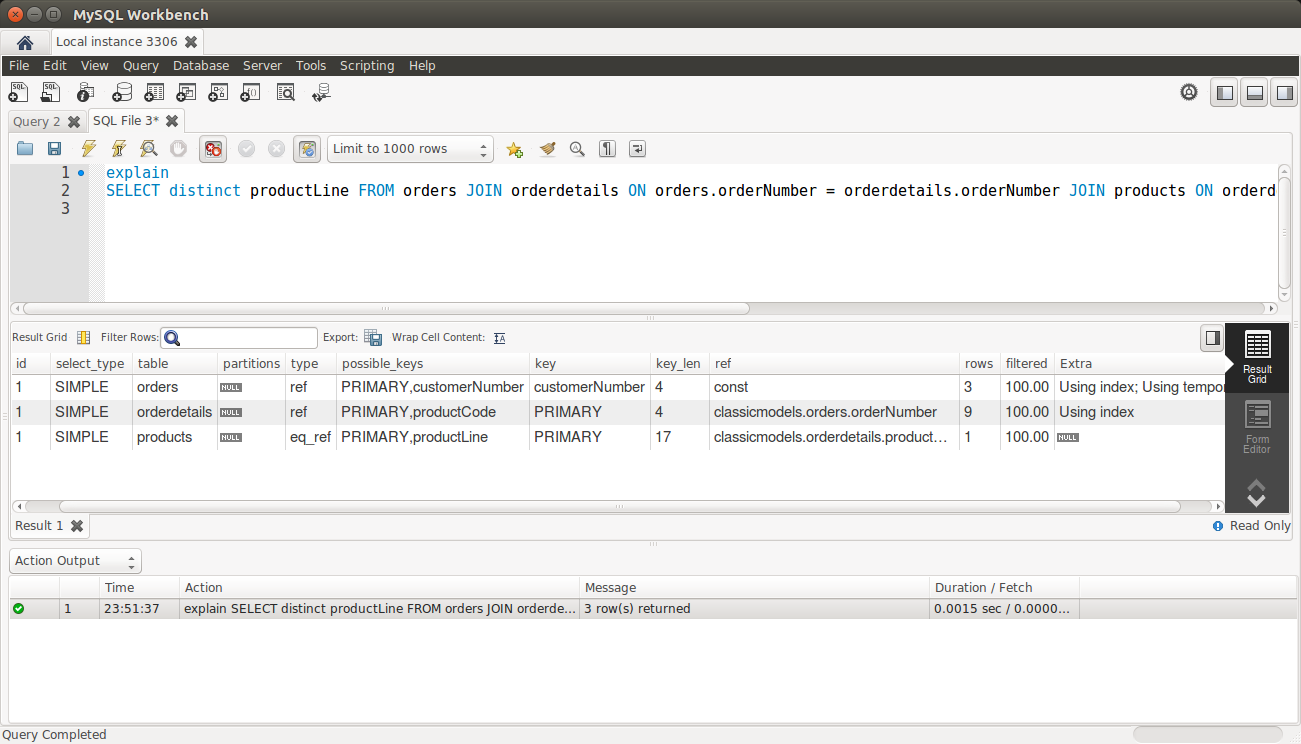 MySQL Workbench
Local instance 3306
File Edit View Query Database Server Tools Scripting Help
Query 2 SQL File 3*
Limit to 1000 rows
1 explain
2 SELECT distinct productLine FROM orders JOIN orderdetails ON orders.orderNumber = orderdetails.orderNumber JOIN products ON orderd
3
Result Grid Filter Rows: Export: Wrap Cell Content:
id select_type table partitions type possible_keys key key_len ref rows filtered Extra
1 SIMPLE orders NULL ref PRIMARY,customerNumber customerNumber 4 const 3 100.00 Using index; Using tempor
1 SIMPLE orderdetails NULL ref PRIMARY,productCode PRIMARY 4 classicmodels.orders.orderNumber 9 100.00 Using index
1 SIMPLE products NULL eq_ref PRIMARY,productLine PRIMARY 17 classicmodels.orderdetails.product... 1 100.00 NULL
Result
Grid
Form
Editor
Result 1 Read Only
Action Output
Time Action Message Duration / Fetch
1 23:51:37 explain SELECT distinct productLine FROM orders JOIN orderde... 3 row(s) returned 0.0015 sec / 0.0000...
Query Completed